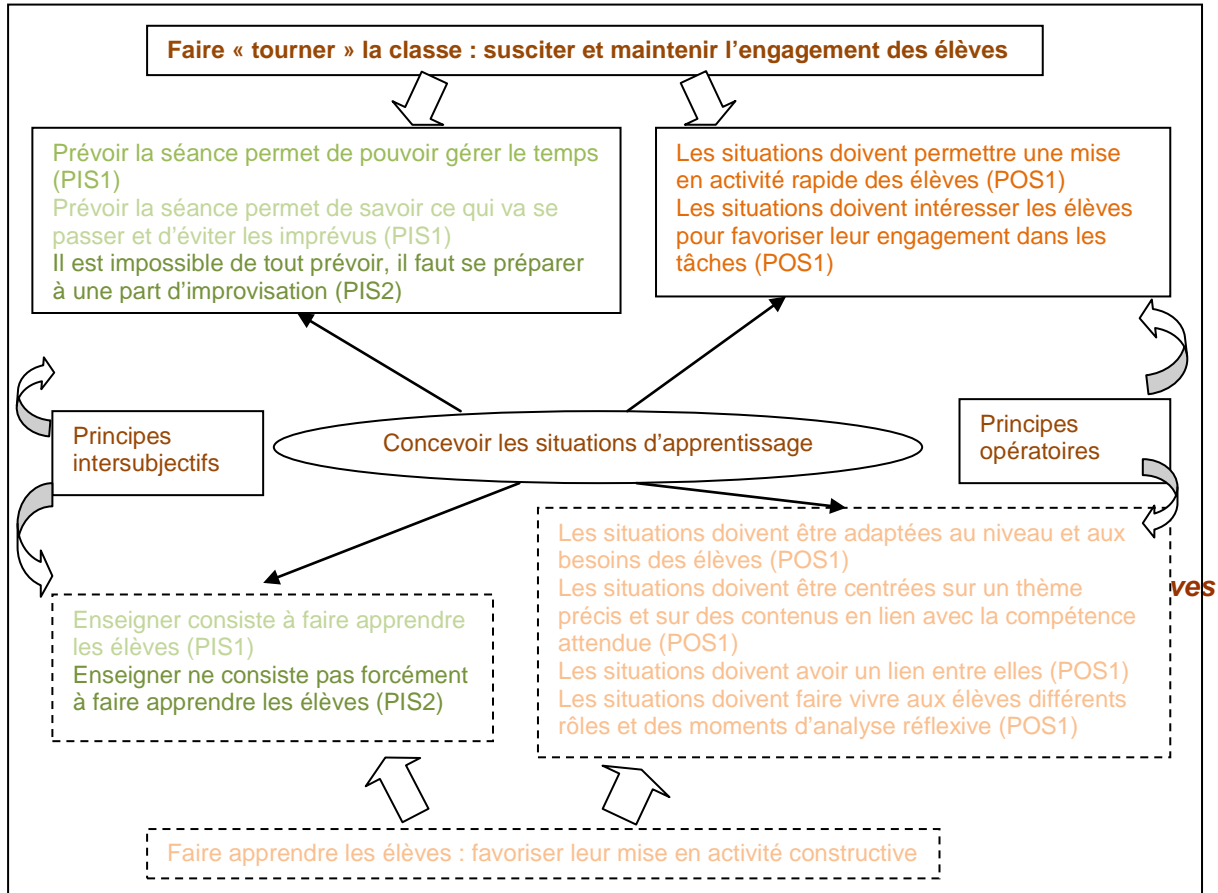 Faire « tourner » la classe : susciter et maintenir l'engagement des élèves
Prévoir la séance permet de pouvoir gérer le temps
(PIS1)
Prévoir la séance permet de savoir ce qui va se
passer et d'éviter les imprévus (PIS1)
Il est impossible de tout prévoir, il faut se préparer
à une part d'improvisation (PIS2)
Les situations doivent permettre une mise
en activité rapide des élèves (POS1)
Les situations doivent intéresser les élèves
pour favoriser leur engagement dans les
tâches (POS1)
Principes
intersubjectifs
Concevoir les situations d'apprentissage
Principes
opératoires
Enseigner consiste à faire apprendre
les élèves (PIS1)
Enseigner ne consiste pas forcément
à faire apprendre les élèves (PIS2)
Les situations doivent être adaptées au niveau et aux
besoins des élèves (POS1)
Les situations doivent être centrées sur un thème
précis et sur des contenus en lien avec la compétence
attendue (POS1)
Les situations doivent avoir un lien entre elles (POS1)
Les situations doivent faire vivre aux élèves différents
rôles et des moments d'analyse réflexive (POS1)
ves
Faire apprendre les élèves : favoriser leur mise en activité constructive